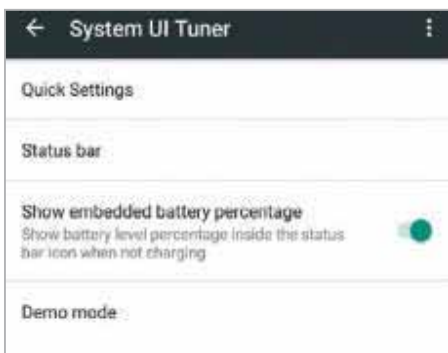 System UI Tuner
Quick Settings
Status bar
Show embedded battery percentage
Show battery level percentage inside the status
bar icon when not charging
Demo mode